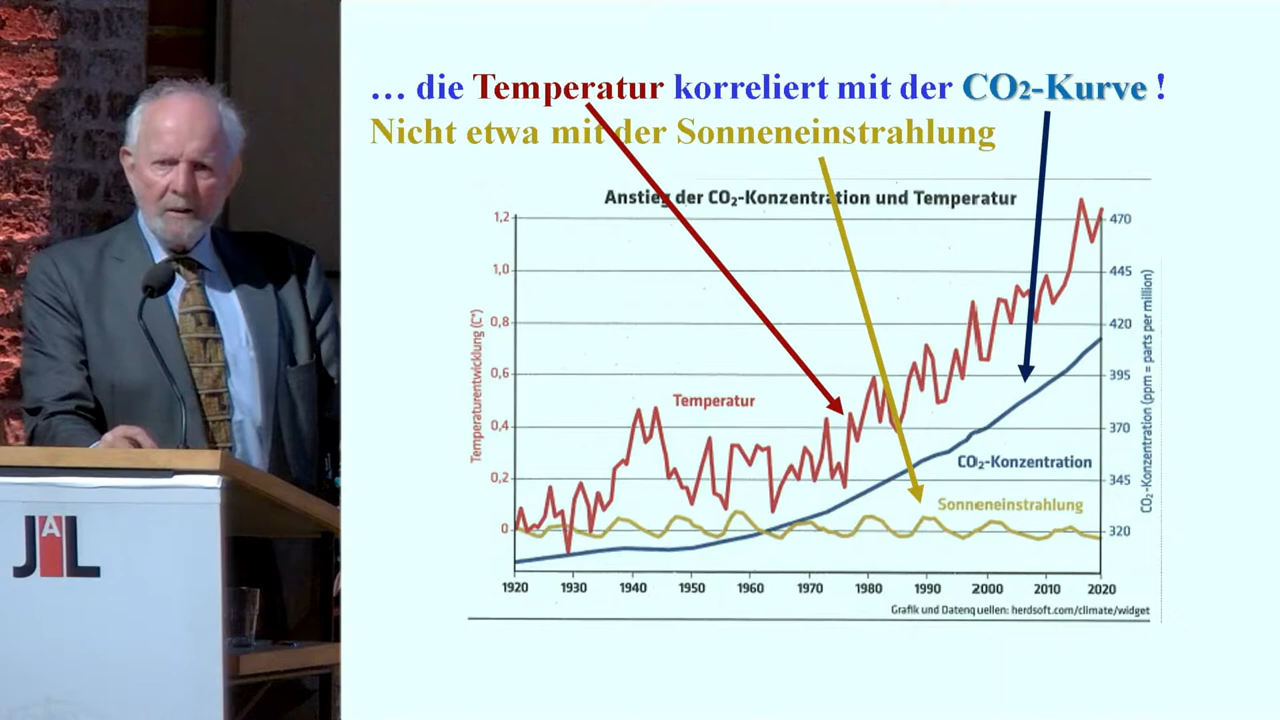 … die Temperatur korreliert mit der CO2-Kurve !
Nicht etwa mit der Sonneneinstrahlung
Anstieg der CO₂-Konzentration und Temperatur
1,2
1,0
0,8
0,6
0,4
0,2
0
Temperaturentwicklung (C°)
470
445
420
395
370
345
320
CO₂-Konzentration (ppm = parts per million)
Temperatur
CO₂-Konzentration
Sonneneinstrahlung
1920 1930 1940 1950 1960 1970 1980 1990 2000 2010 2020
Grafik und Datenquellen: herdsoft.com/climate/widget
JAL